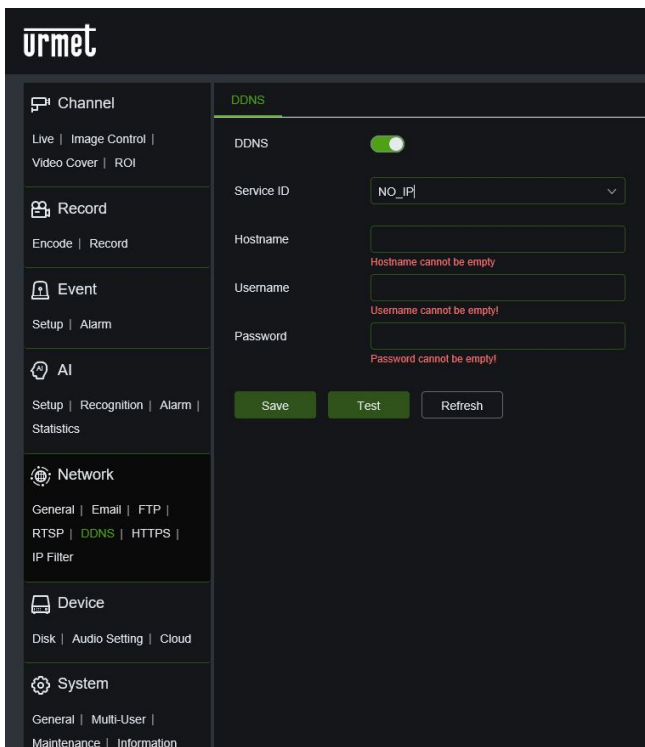 urmet
Channel
Live | Image Control |
Video Cover | ROI
Record
Encode | Record
Event
Setup | Alarm
AI
Setup | Recognition | Alarm |
Statistics
Network
General | Email | FTP |
RTSP | DDNS | HTTPS |
IP Filter
Device
Disk | Audio Setting | Cloud
System
General | Multi-User |
Maintenance | Information
DDNS
DDNS
Service ID NO_IP
Hostname
Hostname cannot be empty
Username
Username cannot be empty!
Password
Password cannot be empty!
Save Test Refresh